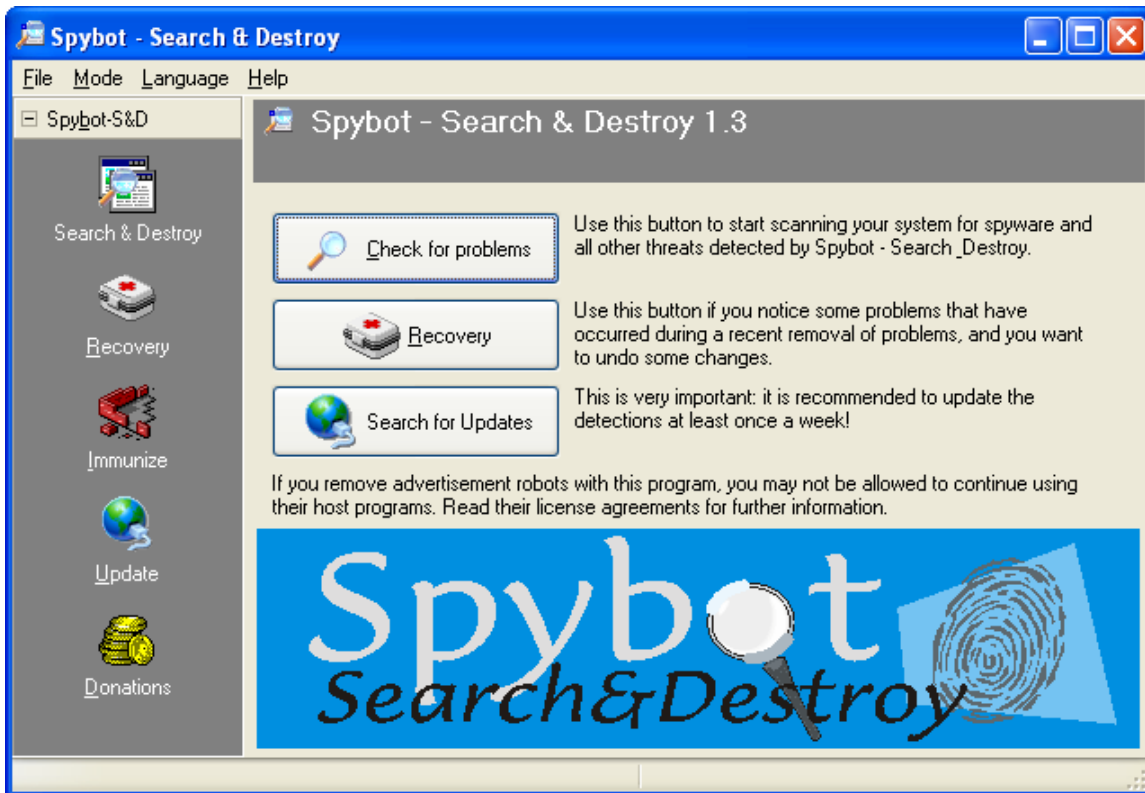 Spybot - Search & Destroy
File Mode Language Help
Spybot-S&D
Search & Destroy
Recovery
Immunize
Update
Donations
Spybot - Search & Destroy 1.3
Check for problems
Use this button to start scanning your system for spyware and
all other threats detected by Spybot - Search _Destroy.
Recovery
Use this button if you notice some problems that have
occurred during a recent removal of problems, and you want
to undo some changes.
Search for Updates
This is very important: it is recommended to update the
detections at least once a week!
If you remove advertisement robots with this program, you may not be allowed to continue using
their host programs. Read their license agreements for further information.
Spybot
Search&Destroy